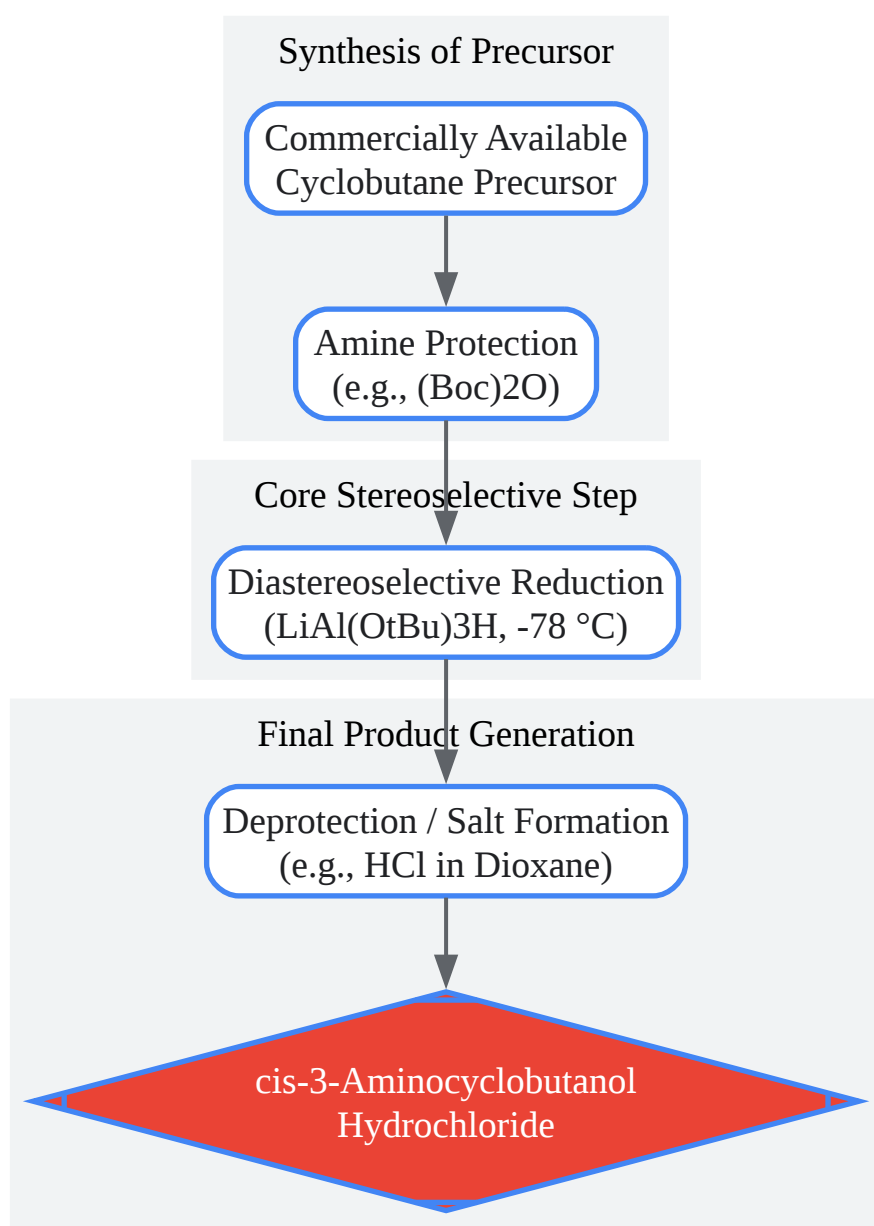 Synthesis of Precursor
Commercially Available
Cyclobutane Precursor
Amine Protection
(e.g., (Boc)2O)
Core Stereoselective Step
Diastereoselective Reduction
(LiAl(OtBu)3H, -78 °C)
Final Product Generation
Deprotection / Salt Formation
(e.g., HCl in Dioxane)
cis-3-Aminocyclobutanol
Hydrochloride